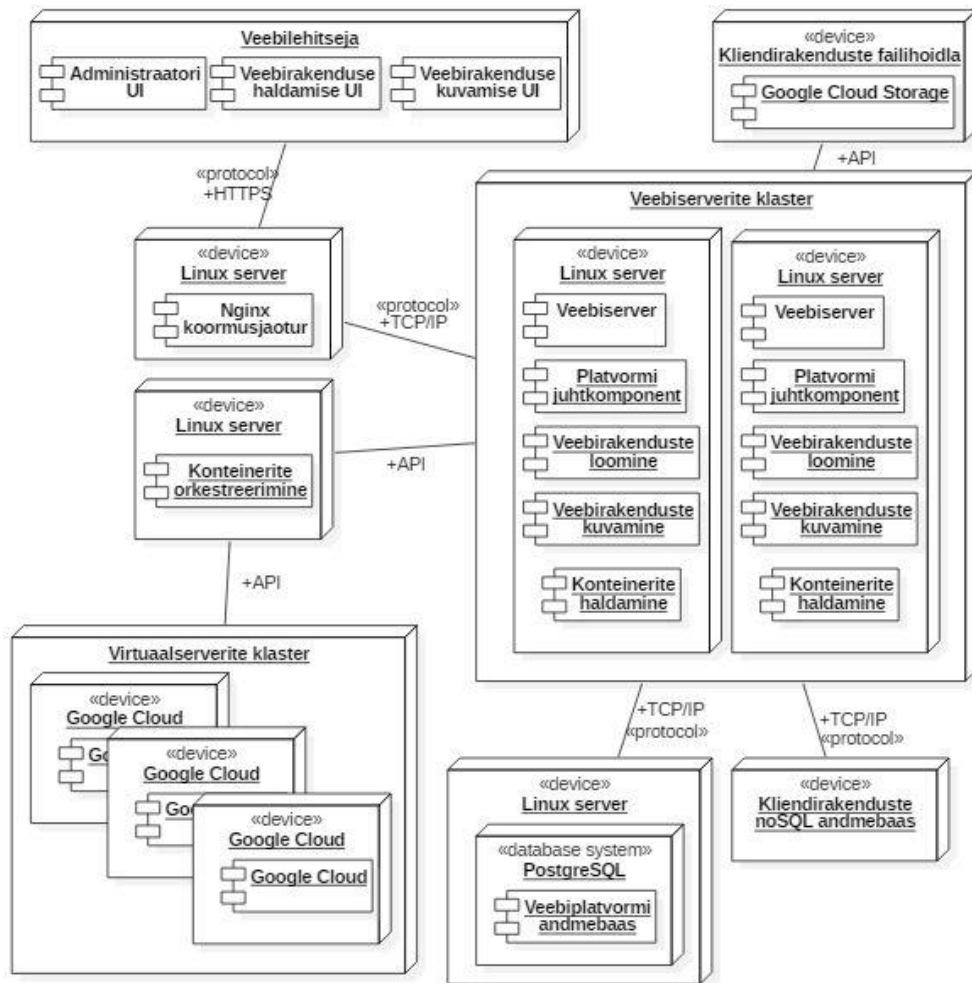 Veebilehitseja
Administraatori
UI
Veebirakenduse
haldamise UI
Veebirakenduse
kuvamise UI
«device»
Kliendirakenduste failihoidla
Google Cloud Storage
«protocol»
+HTTPS
+API
«device»
Linux server
Nginx
koormusjaotur
«protocol»
+TCP/IP
Veebiserverite klaster
«device»
Linux server
Veebiserver
Platvormi
juhtkomponent
Veebirakenduste
loomine
Veebirakenduste
kuvamine
Konteinerite
haldamine
«device»
Linux server
Veebiserver
Platvormi
juhtkomponent
Veebirakenduste
loomine
Veebirakenduste
kuvamine
Konteinerite
haldamine
«device»
Linux server
Konteinerite
orkestreerimine
+API
+API
Virtuaalserverite klaster
«device»
Google Cloud
«device»
Google Cloud
«device»
Google Cloud
Google Cloud
+TCP/IP
«protocol»
+TCP/IP
«protocol»
«device»
Linux server
«database system»
PostgreSQL
Veebiplatvormi
andmebaas
«device»
Kliendirakenduste
noSQL andmebaas